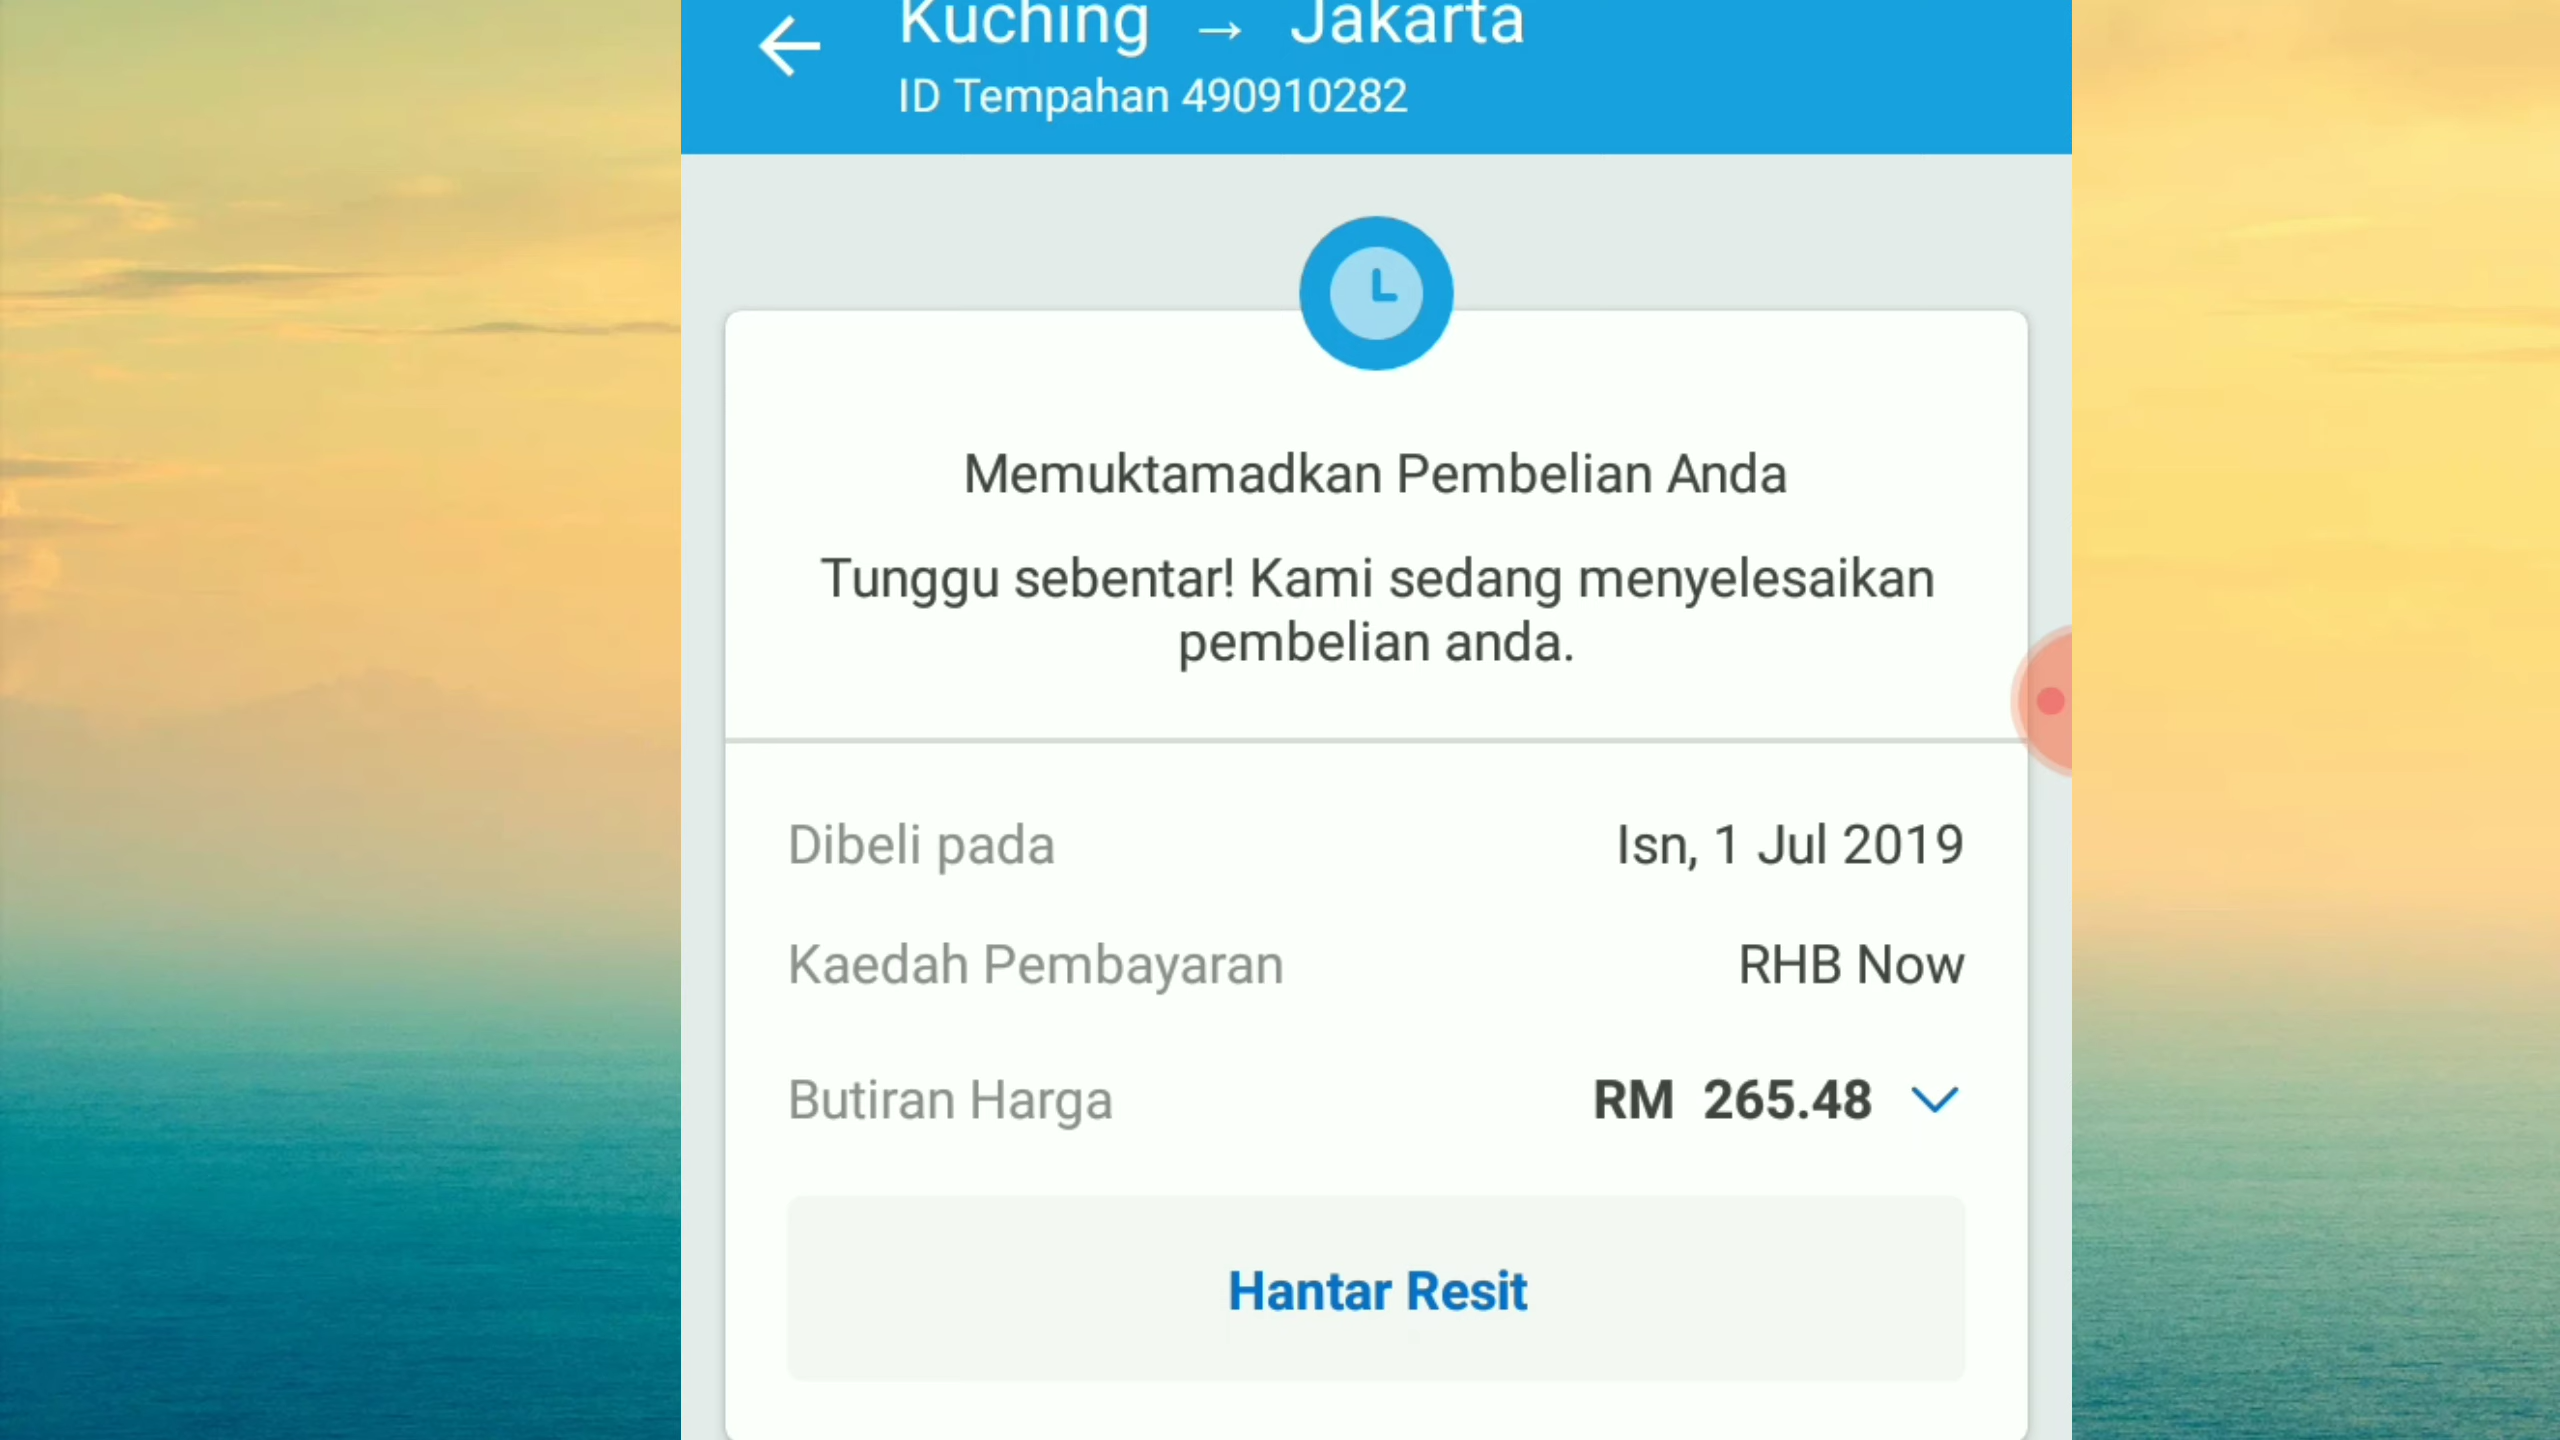 Kuching → Jakarta
ID Tempahan 490910282
Memuktamadkan Pembelian Anda
Tunggu sebentar! Kami sedang menyelesaikan
pembelian anda.
Dibeli pada Isn, 1 Jul 2019
Kaedah Pembayaran RHB Now
Butiran Harga RM 265.48
Hantar Resit